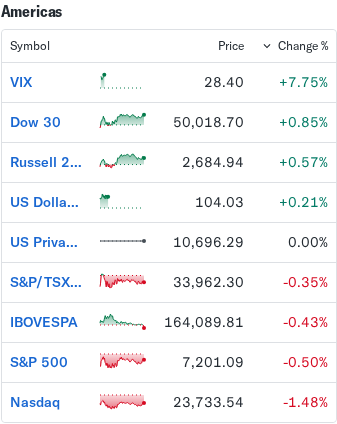 Americas
Symbol Price Change %
VIX 28.40 +7.75%
Dow 30 50,018.70 +0.85%
Russell 2... 2,684.94 +0.57%
US Dolla... 104.03 +0.21%
US Priva... 10,696.29 0.00%
S&P/TSX... 33,962.30 -0.35%
IBOVESPA 164,089.81 -0.43%
S&P 500 7,201.09 -0.50%
Nasdaq 23,733.54 -1.48%